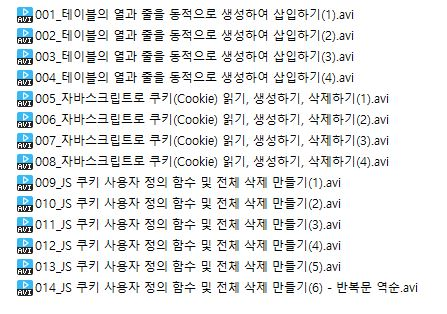 001_테이블의 열과 줄을 동적으로 생성하여 삽입하기(1).avi
002_테이블의 열과 줄을 동적으로 생성하여 삽입하기(2).avi
003_테이블의 열과 줄을 동적으로 생성하여 삽입하기(3).avi
004_테이블의 열과 줄을 동적으로 생성하여 삽입하기(4).avi
005_자바스크립트로 쿠키(Cookie) 읽기, 생성하기, 삭제하기(1).avi
006_자바스크립트로 쿠키(Cookie) 읽기, 생성하기, 삭제하기(2).avi
007_자바스크립트로 쿠키(Cookie) 읽기, 생성하기, 삭제하기(3).avi
008_자바스크립트로 쿠키(Cookie) 읽기, 생성하기, 삭제하기(4).avi
009_JS 쿠키 사용자 정의 함수 및 전체 삭제 만들기(1).avi
010_JS 쿠키 사용자 정의 함수 및 전체 삭제 만들기(2).avi
011_JS 쿠키 사용자 정의 함수 및 전체 삭제 만들기(3).avi
012_JS 쿠키 사용자 정의 함수 및 전체 삭제 만들기(4).avi
013_JS 쿠키 사용자 정의 함수 및 전체 삭제 만들기(5).avi
014_JS 쿠키 사용자 정의 함수 및 전체 삭제 만들기(6) - 반복문 역순.avi